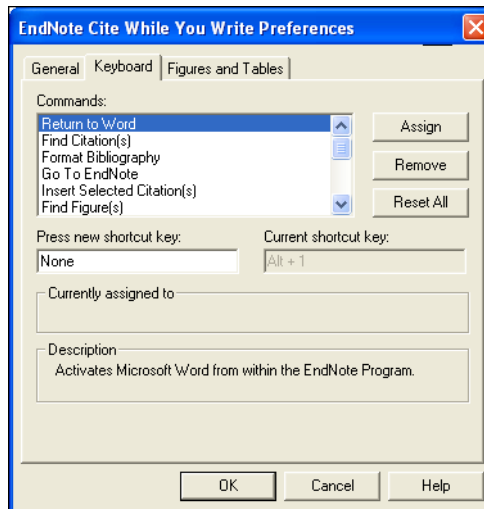 EndNote Cite While You Write Preferences
General Keyboard Figures and Tables
Commands:
Return to Word
Find Citation(s)
Format Bibliography
Go To EndNote
Insert Selected Citation(s)
Find Figure(s)
Assign
Remove
Reset All
Press new shortcut key: Current shortcut key:
None Alt + 1
Currently assigned to
Description
Activates Microsoft Word from within the EndNote Program.
OK Cancel Help